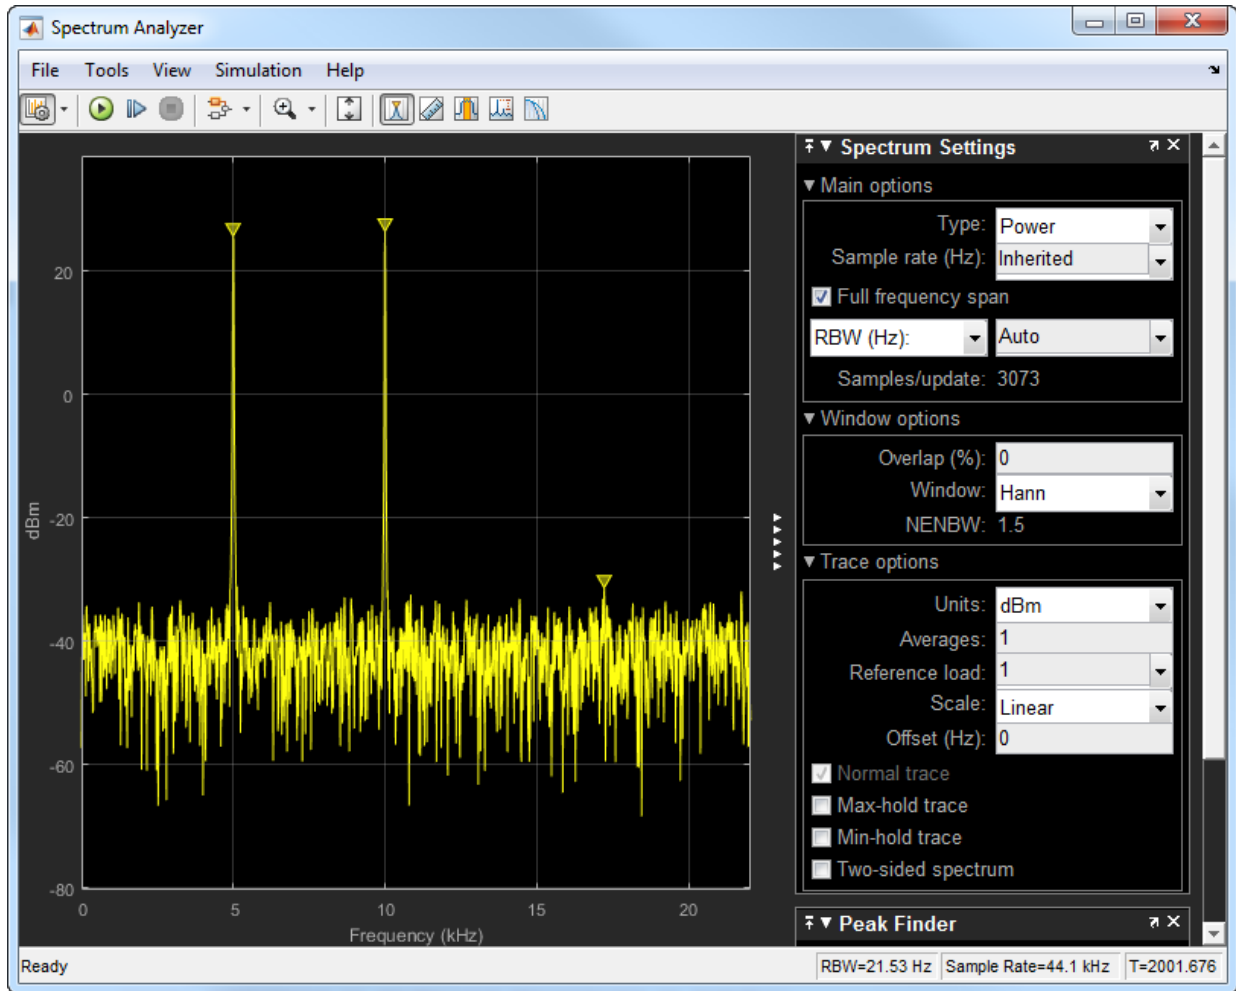 Spectrum Analyzer
File Tools View Simulation Help
20
0
-20
-40
-60
-80
dBm
0 5 10 15 20
Frequency (kHz)
Spectrum Settings
Main options
Type: Power
Sample rate (Hz): Inherited
Full frequency span
RBW (Hz): Auto
Samples/update: 3073
Window options
Overlap (%): 0
Window: Hann
NENBW: 1.5
Trace options
Units: dBm
Averages: 1
Reference load: 1
Scale: Linear
Offset (Hz): 0
Normal trace
Max-hold trace
Min-hold trace
Two-sided spectrum
Peak Finder
Ready
RBW=21.53 Hz Sample Rate=44.1 kHz T=2001.676